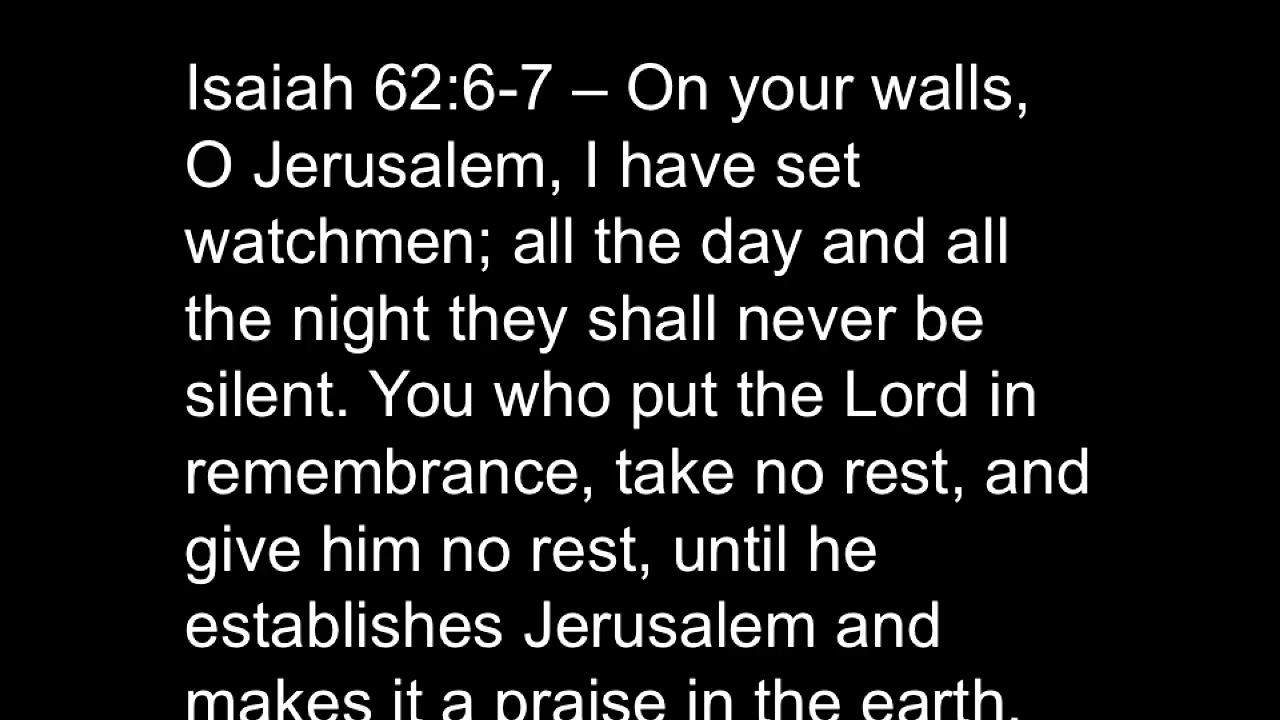 Isaiah 62:6-7 – On your walls,
O Jerusalem, I have set
watchmen; all the day and all
the night they shall never be
silent. You who put the Lord in
remembrance, take no rest, and
give him no rest, until he
establishes Jerusalem and
makes it a praise in the earth.